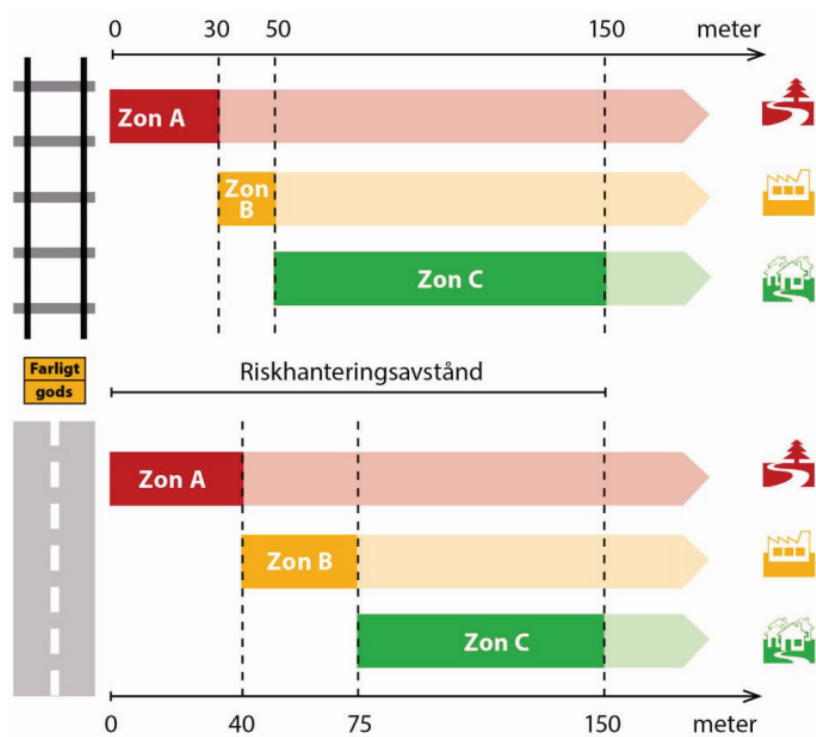 0 30 50 150 meter
Zon A
Zon
B
Zon C
Farligt
gods
Riskhanteringsavstånd
Zon A
Zon B
Zon C
0 40 75 150 meter